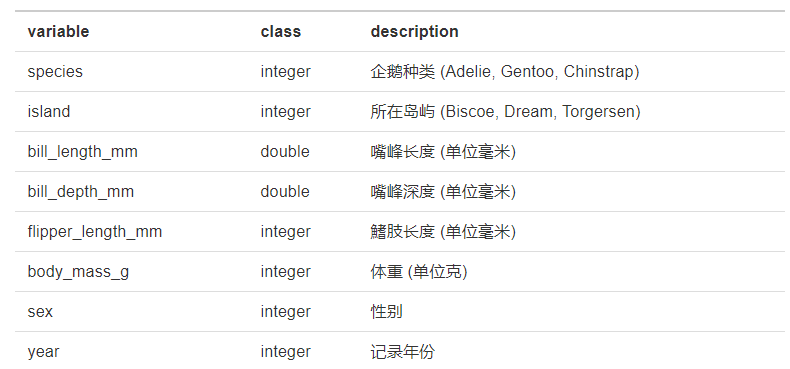 variable class description
species integer 企鹅种类 (Adelie, Gentoo, Chinstrap)
island integer 所在岛屿 (Biscoe, Dream, Torgersen)
bill_length_mm double 嘴峰长度 (单位毫米)
bill_depth_mm double 嘴峰深度 (单位毫米)
flipper_length_mm integer 鰭肢长度 (单位毫米)
body_mass_g integer 体重 (单位克)
sex integer 性别
year integer 记录年份